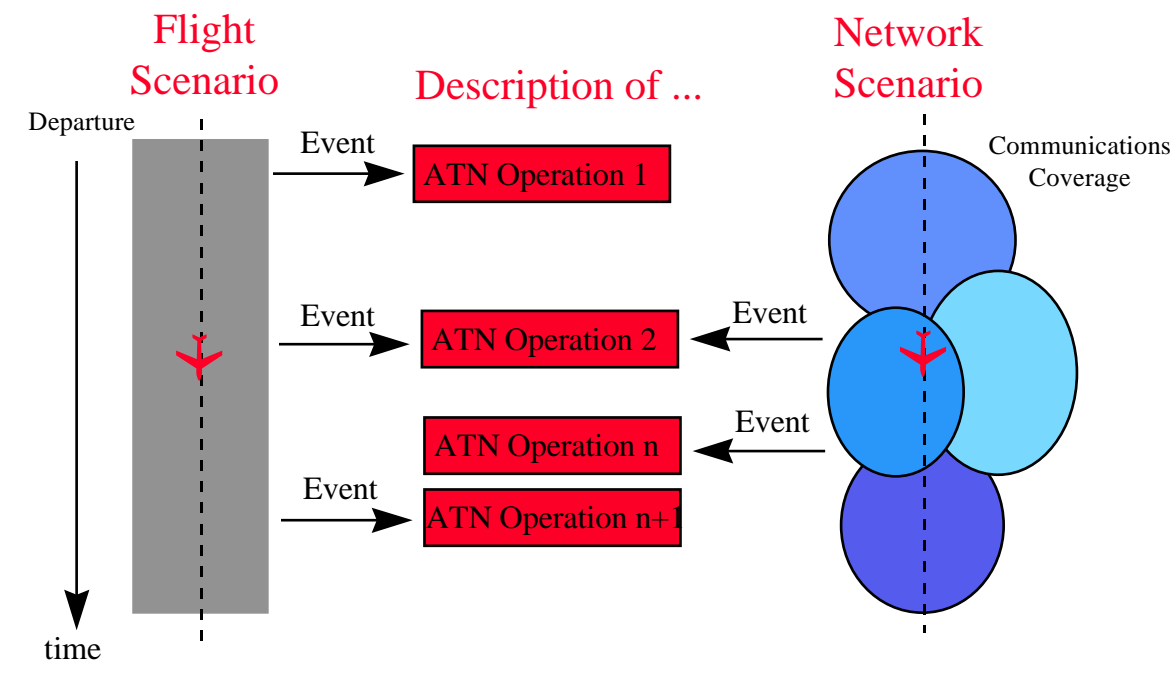 Flight
Scenario
Description of ...
Network
Scenario
Departure
Communications
Coverage
Event
ATN Operation 1
Event
ATN Operation 2
Event
ATN Operation n
Event
Event
ATN Operation n+1
time